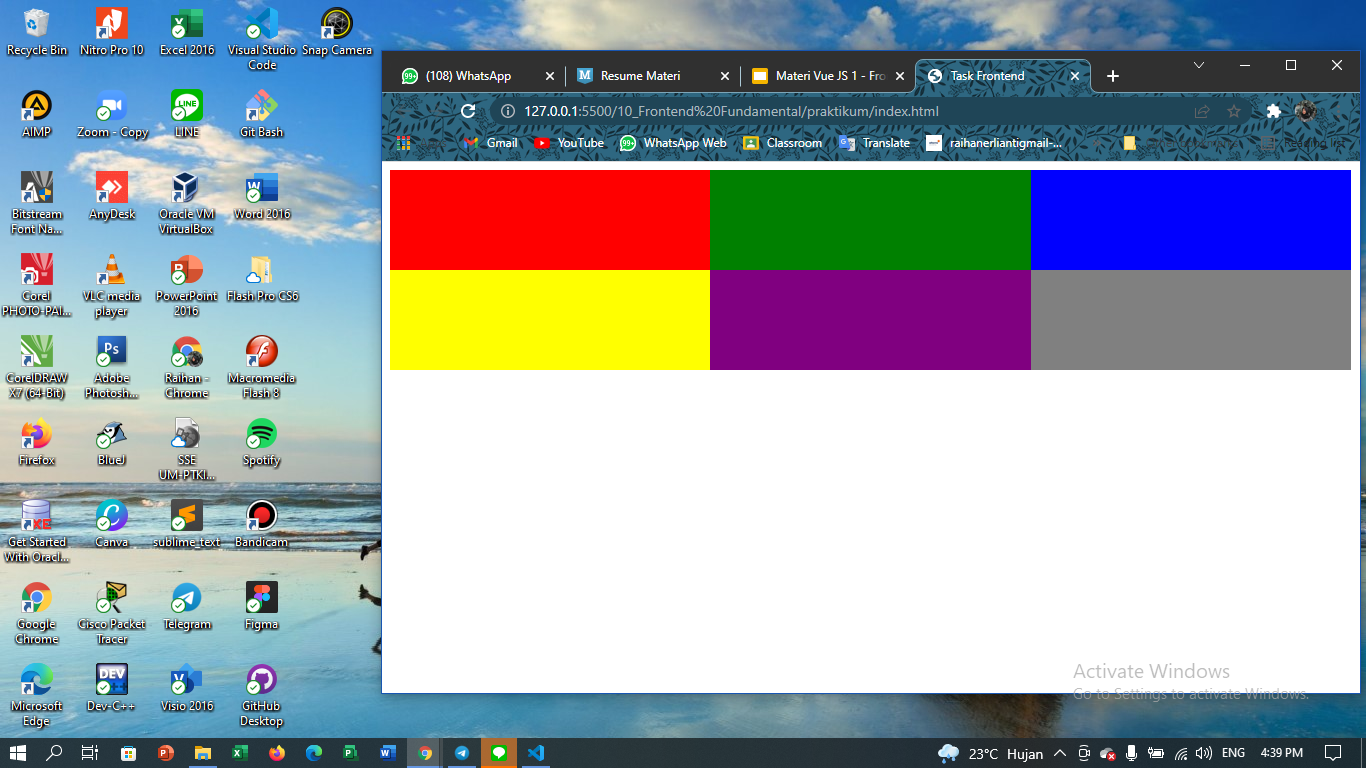 Recycle Bin
Nitro Pro 10
Excel 2016
Visual Studio
Code
Snap Camera
AIMP
Zoom - Copy
LINE
Git Bash
Bitstream
Font Na...
AnyDesk
Oracle VM
VirtualBox
Word 2016
Corel
PHOTO-PAI...
VLC media
player
PowerPoint
2016
Flash Pro CS6
CorelDRAW
X7 (64-Bit)
Adobe
Photosh...
Raihan -
Chrome
Macromedia
Flash 8
Firefox
BlueJ
SSE
UM-PTKI...
Spotify
Get Started
With Oracl...
Canva
sublime_text
Bandicam
Google
Chrome
Cisco Packet
Tracer
Telegram
Figma
Microsoft
Edge
Dev-C++
Visio 2016
GitHub
Desktop
(108) WhatsApp
Resume Materi
Materi Vue JS 1 - Fro
Task Frontend
127.0.0.1:5500/10_Frontend%20Fundamental/praktikum/index.html
Gmail
YouTube
WhatsApp Web
Classroom
Translate
raihanerliantigmail-...
Reading list
Activate Windows
Go to Settings to activate Windows.
23°C Hujan
ENG
4:39 PM